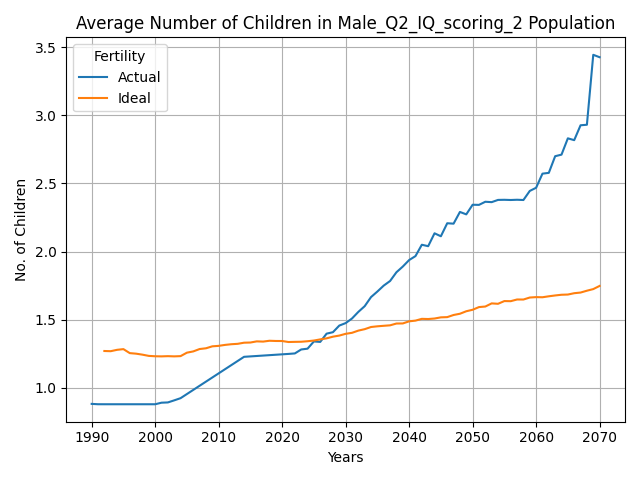 Average Number of Children in Male_Q2_IQ_scoring_2 Population
Fertility
Actual
Ideal
No. of Children
3.5
3.0
2.5
2.0
1.5
1.0
1990 2000 2010 2020 2030 2040 2050 2060 2070
Years